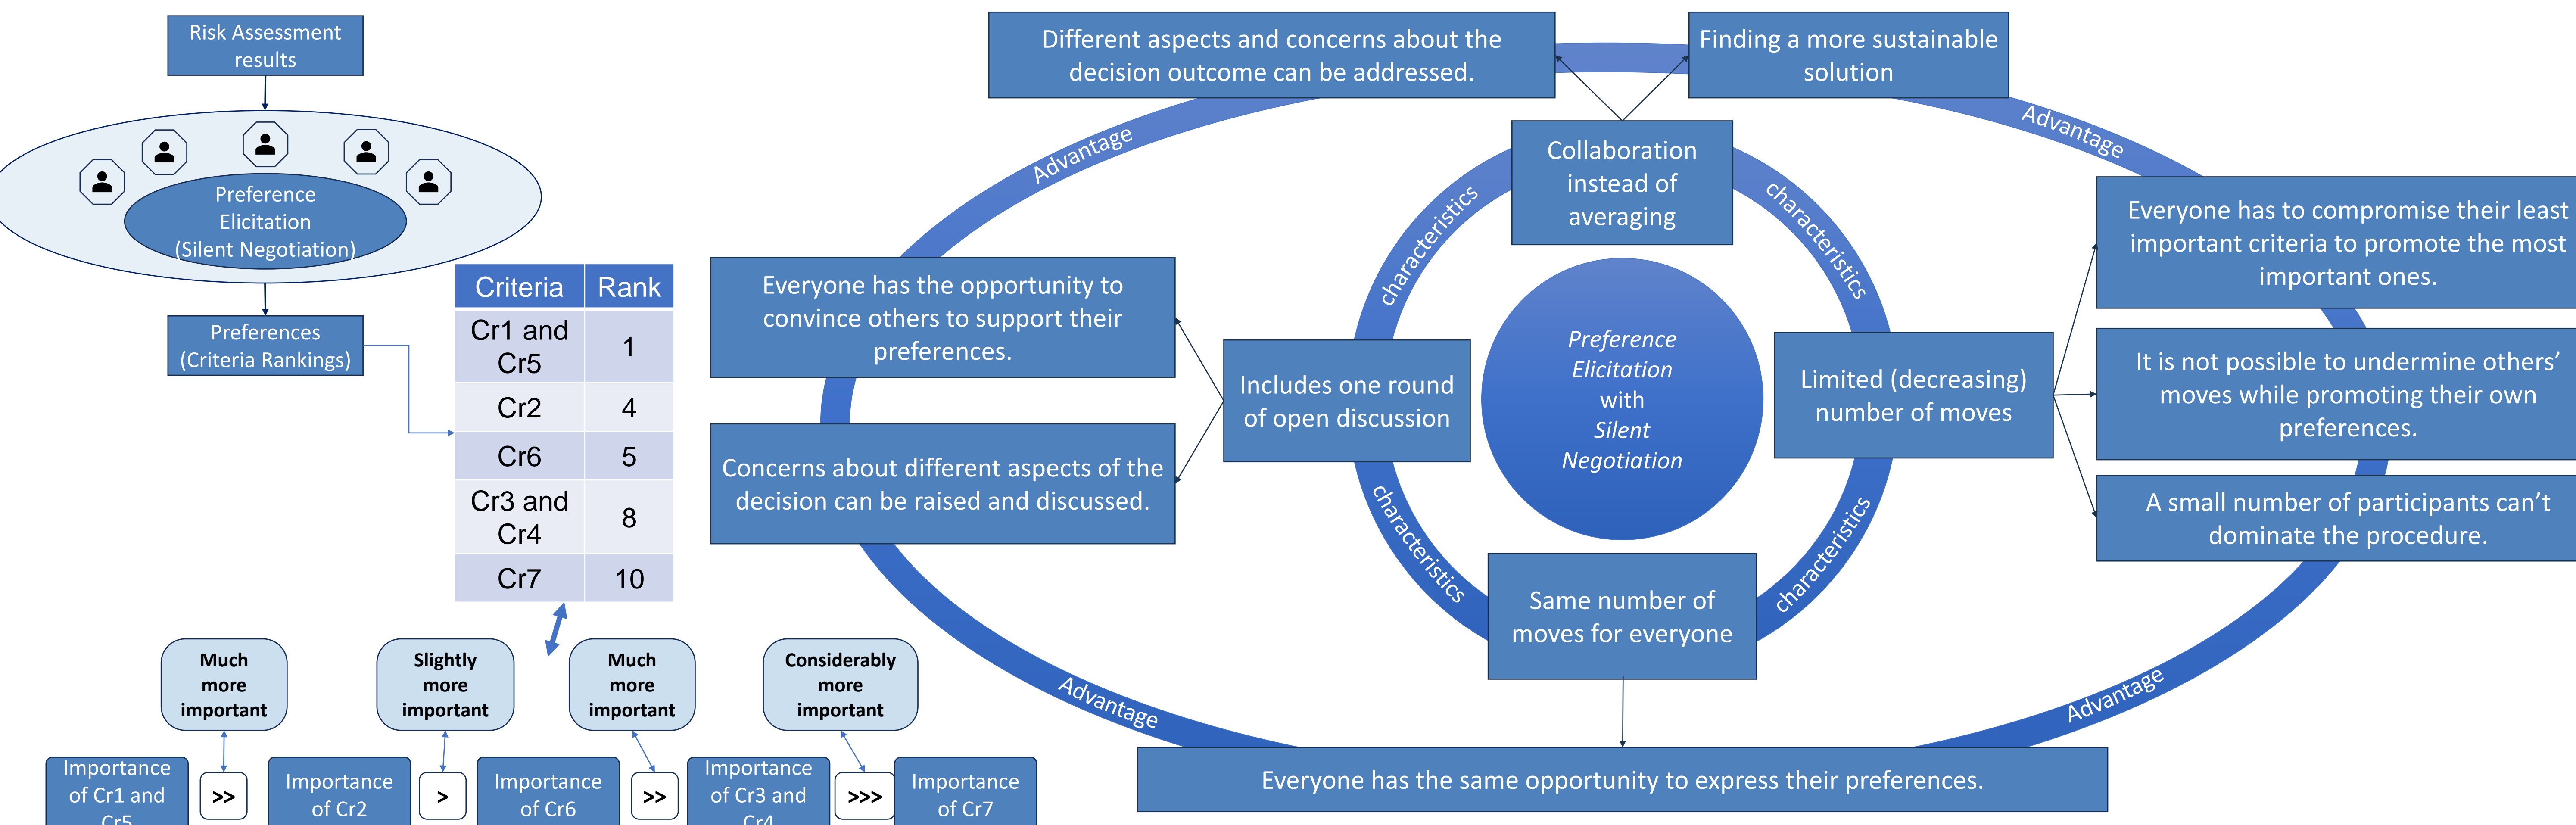 Risk Assessment
results
Preference
Elicitation
(Silent Negotiation)
Preferences
(Criteria Rankings)
Criteria Rank
Cr1 and
Cr5
1
Cr2 4
Cr6 5
Cr3 and
Cr4
8
Cr7 10
Much
more
important
Slightly
more
important
Much
more
important
Considerably
more
important
Importance
of Cr1 and
Cr5
>>
Importance
of Cr2
>
Importance
of Cr6
>>
Importance
of Cr3 and
Cr4
>>>
Importance
of Cr7
Different aspects and concerns about the
decision outcome can be addressed.
Finding a more sustainable
solution
Advantage
Advantage
Collaboration
instead of
averaging
characteristics
characteristics
Everyone has the opportunity to
convince others to support their
preferences.
Concerns about different aspects of the
decision can be raised and discussed.
Includes one round
of open discussion
Preference
Elicitation
with
Silent
Negotiation
Limited (decreasing)
number of moves
Everyone has to compromise their least
important criteria to promote the most
important ones.
It is not possible to undermine others’
moves while promoting their own
preferences.
A small number of participants can’t
dominate the procedure.
characteristics
characteristics
Same number of
moves for everyone
Advantage
Advantage
Everyone has the same opportunity to express their preferences.